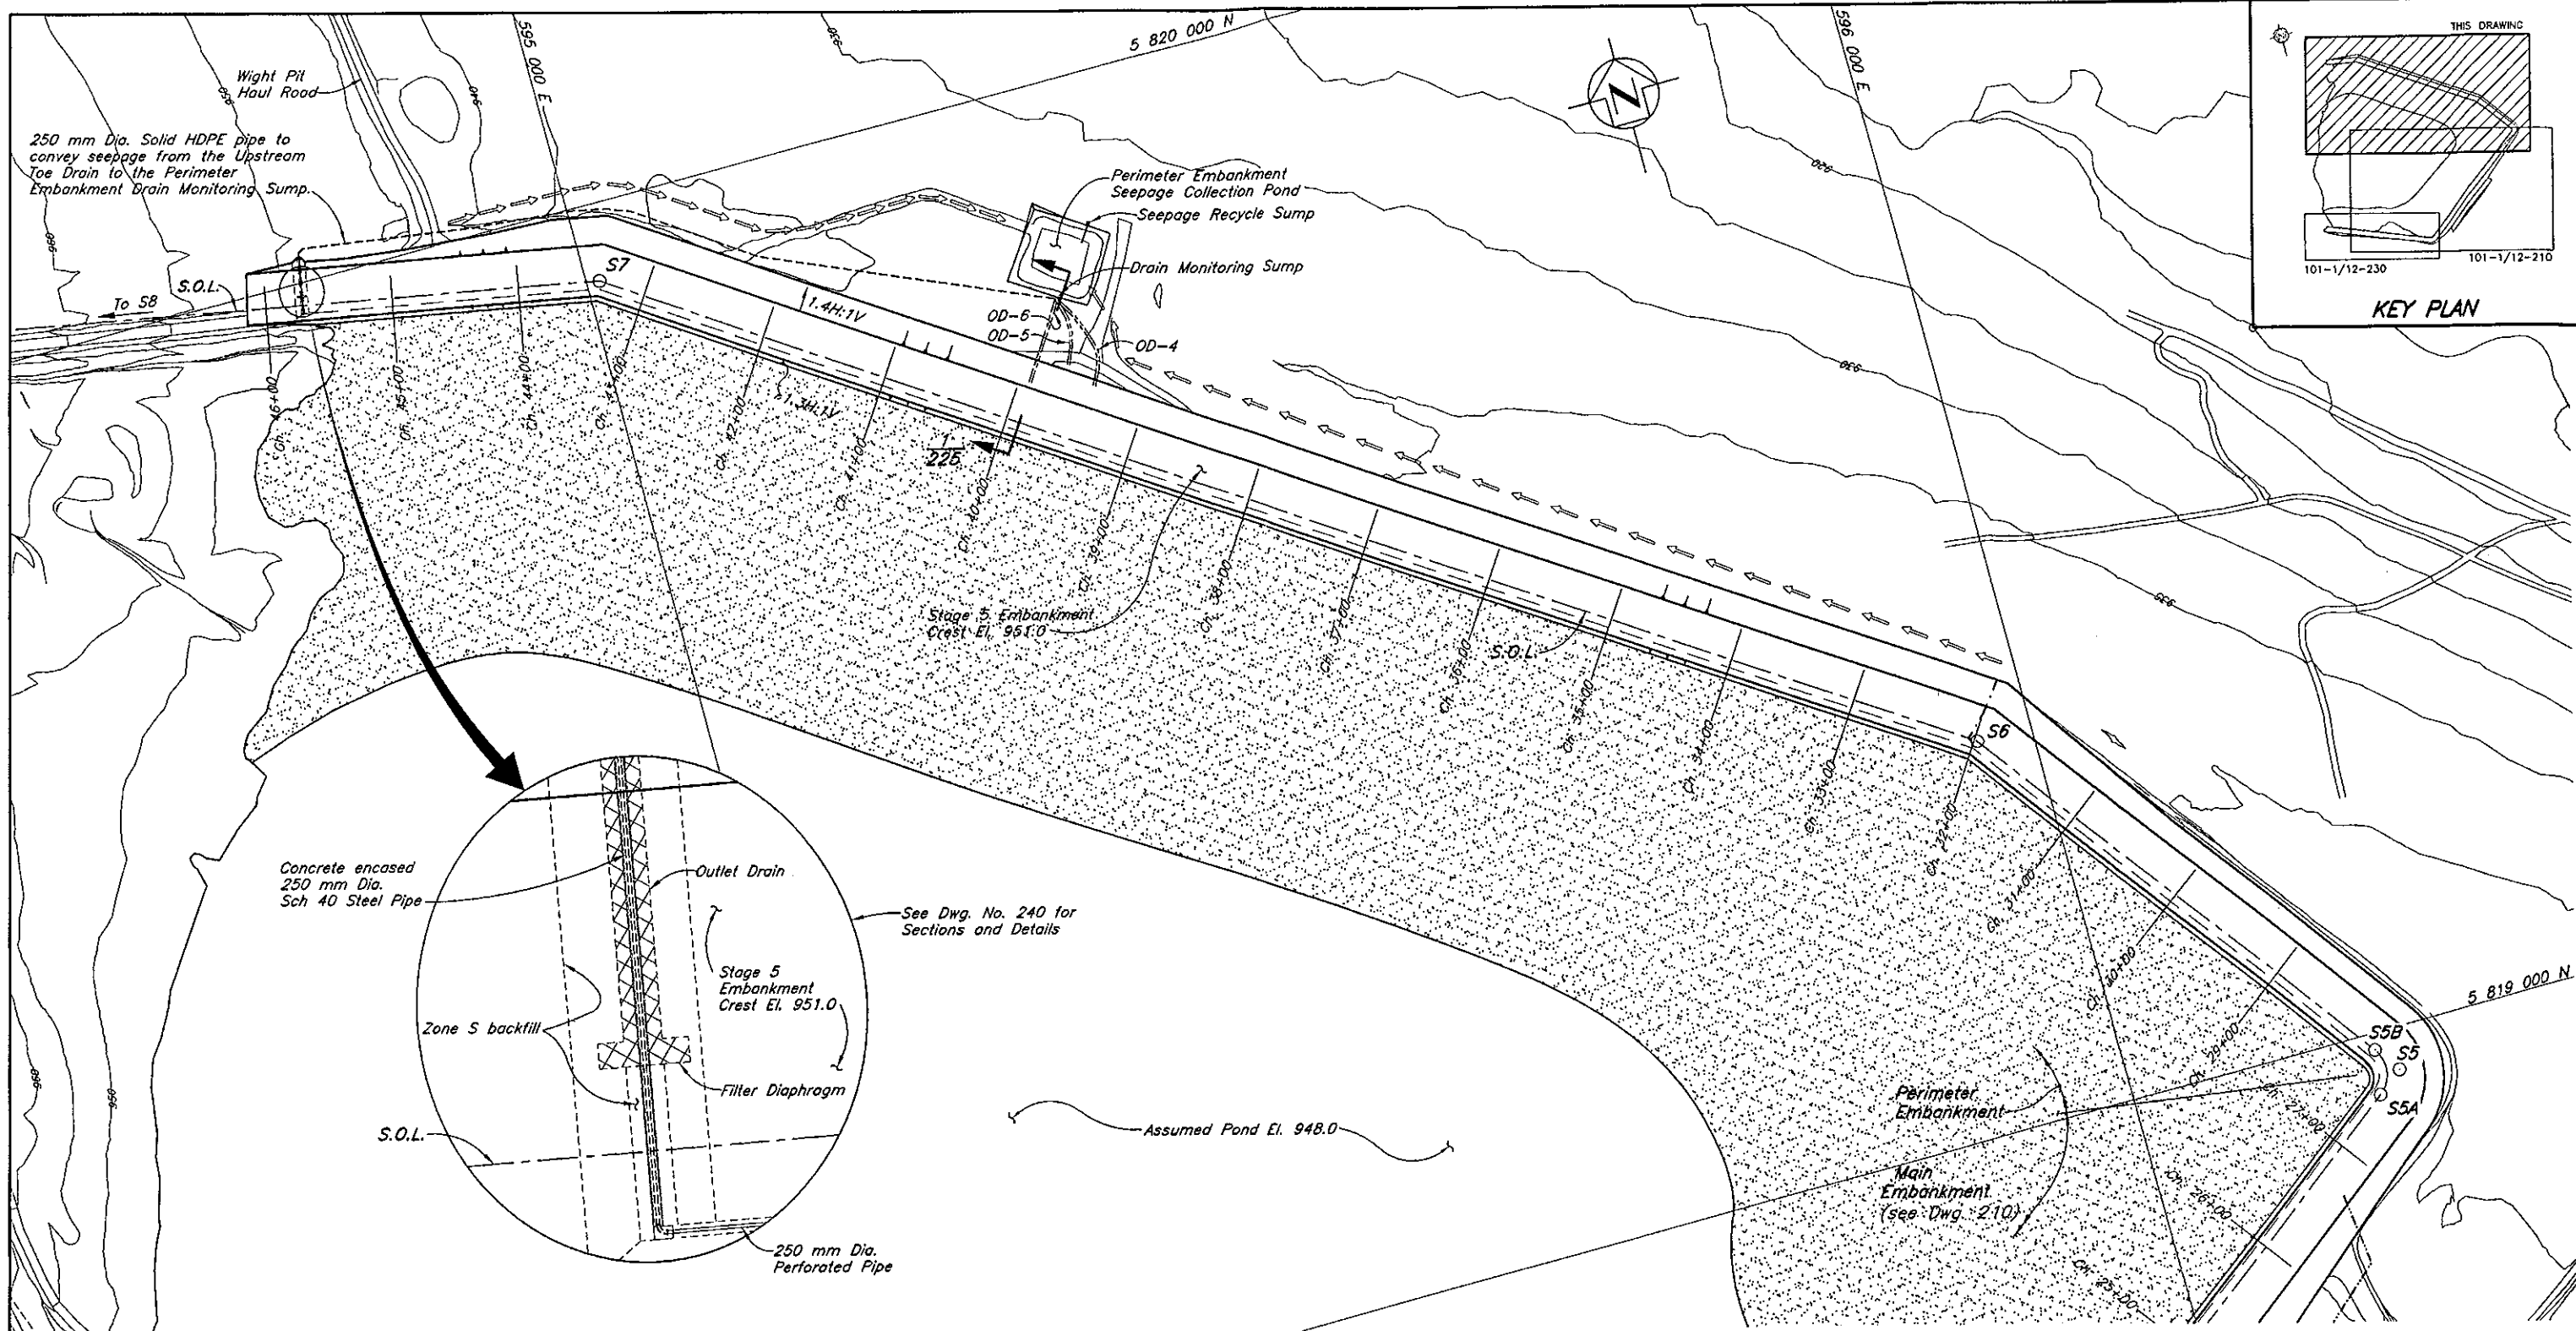 THIS DRAWING
101-1/12-230
101-1/12-210
KEY PLAN
595 000 E
5 820 000 N
596 000 E
5 819 000 N
N
Wight Pit
Haul Road
250 mm Dia. Solid HDPE pipe to
convey seepage from the Upstream
Toe Drain to the Perimeter
Embankment Drain Monitoring Sump.
Perimeter Embankment
Seepage Collection Pond
Seepage Recycle Sump
Drain Monitoring Sump
OD-6
OD-5
OD-4
To S8
S.O.L.
S7
1.4H:1V
1.3H:1V
1
225
Ch. 46+00
Ch. 45+00
Ch. 44+00
Ch. 43+00
Ch. 42+00
Ch. 41+00
Ch. 40+00
Ch. 39+00
Ch. 38+00
Ch. 37+00
Ch. 36+00
Ch. 35+00
Ch. 34+00
Ch. 33+00
Ch. 32+00
Ch. 31+00
Ch. 30+00
Ch. 29+00
Ch. 27+00
Ch. 26+00
Ch. 25+00
Stage 5 Embankment
Crest El. 951.0
S.O.L.
S6
S5B
S5
S5A
Perimeter
Embankment
Main
Embankment
(see Dwg. 210)
Assumed Pond El. 948.0
Concrete encased
250 mm Dia.
Sch 40 Steel Pipe
Outlet Drain
See Dwg. No. 240 for
Sections and Details
Stage 5
Embankment
Crest El. 951.0
Zone S backfill
Filter Diaphragm
S.O.L.
250 mm Dia.
Perforated Pipe
930
950
940
960
920
930
960
950